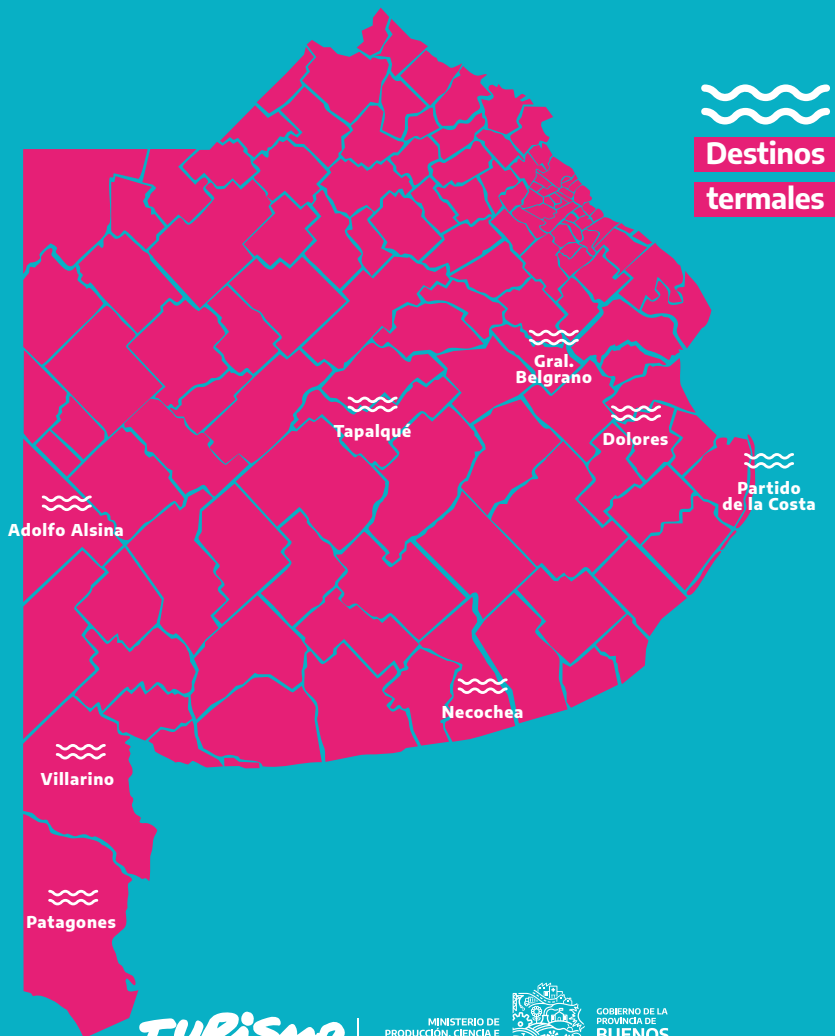 Destinos
termales
Gral.
Belgrano
Tapalqué
Dolores
Partido
de la Costa
Adolfo Alsina
Necochea
Villarino
Patagones
TURISMO
MINISTERIO DE
PRODUCCIÓN, CIENCIA E
GOBIERNO DE LA
PROVINCIA DE
BUENOS